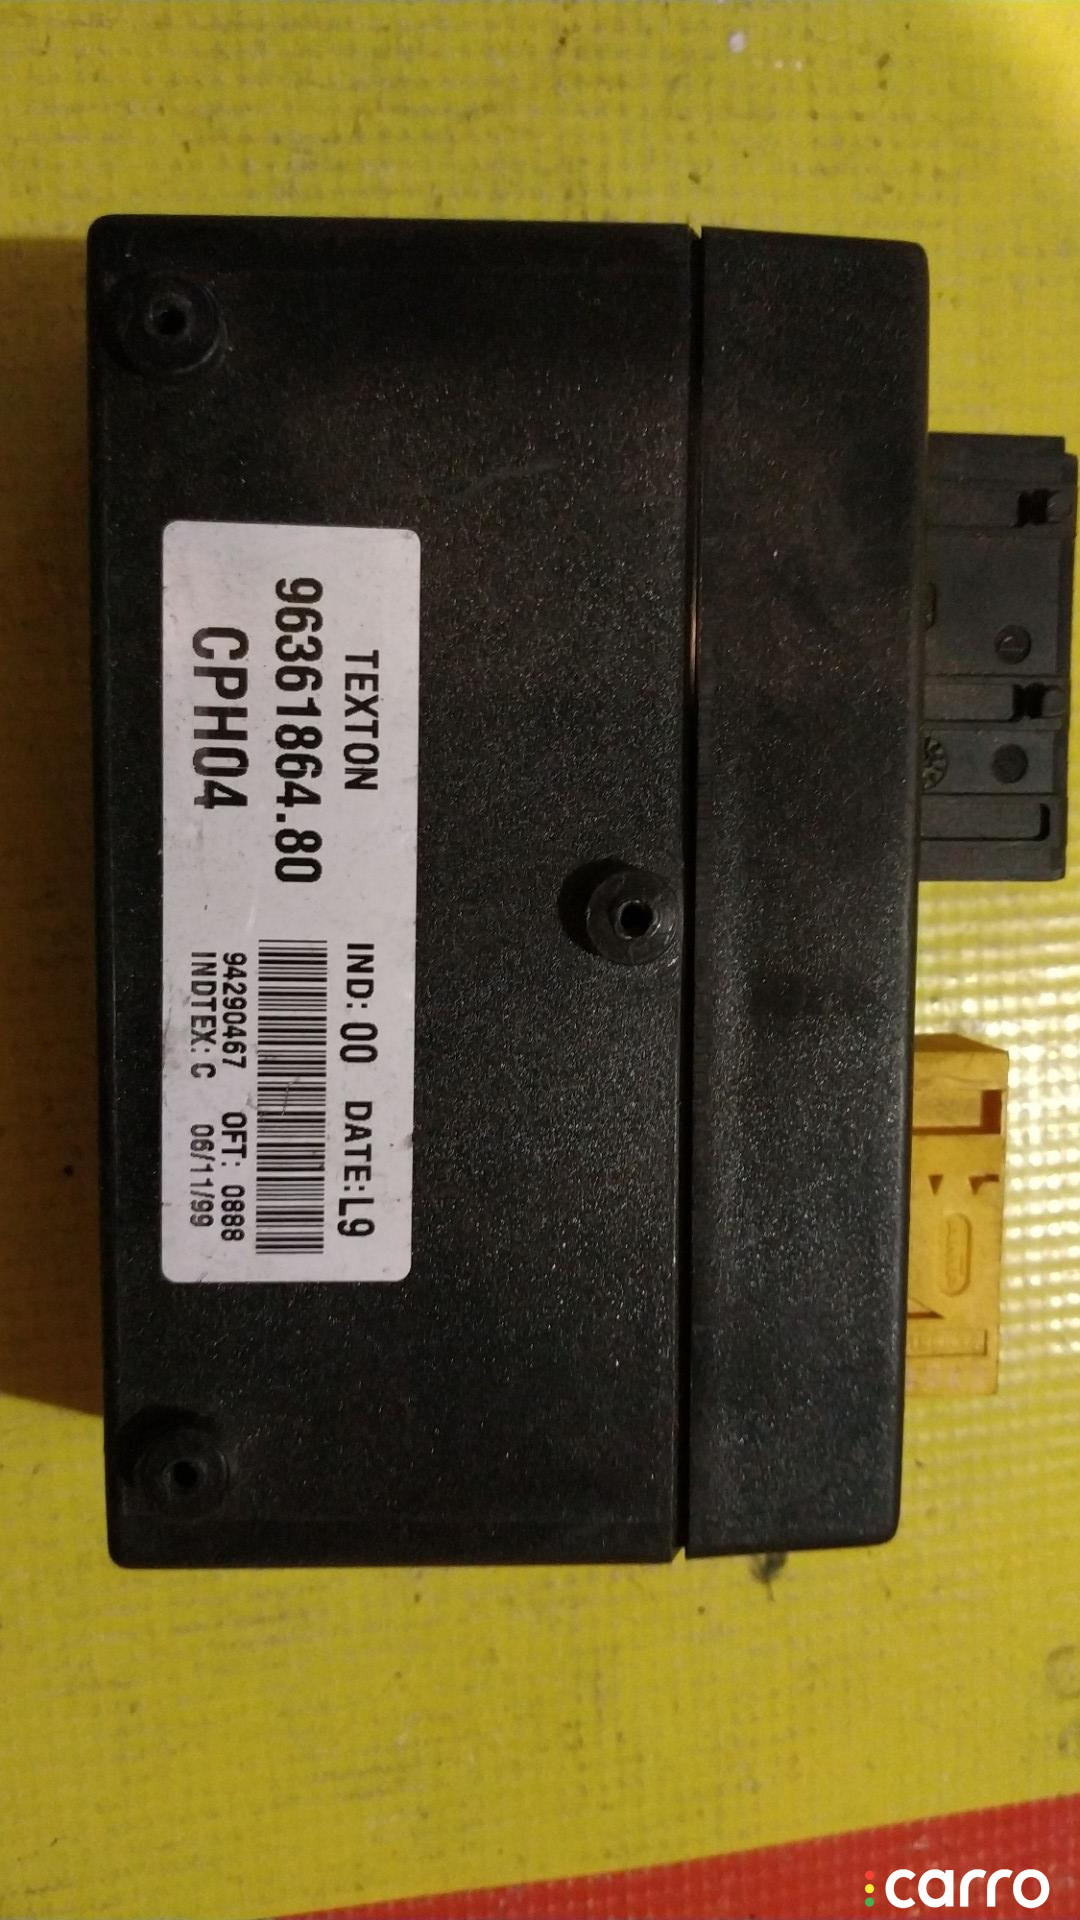 TEXTON IND: 00 DATE: L9
96361864.80
CPH04
94290467 OFT: 0888
INDTEX: C 06/11/99
carro